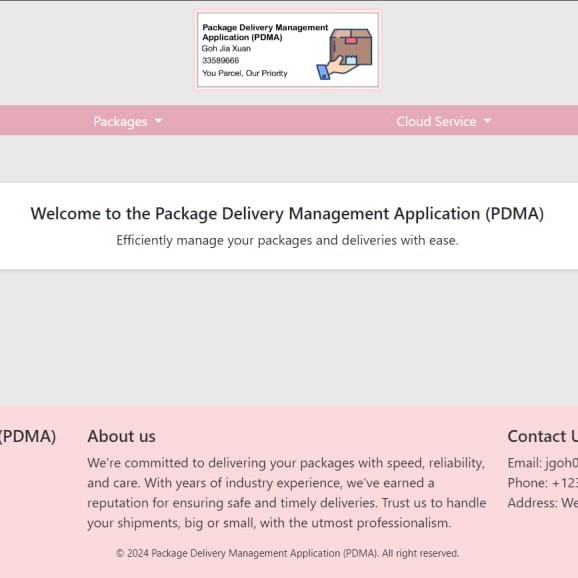 Package Delivery Management
Application (PDMA)
Goh Jia Xuan
33589666
You Parcel, Our Priority
Packages
Cloud Service
Welcome to the Package Delivery Management Application (PDMA)
Efficiently manage your packages and deliveries with ease.
(PDMA)
About us
We're committed to delivering your packages with speed, reliability,
and care. With years of industry experience, we've earned a
reputation for ensuring safe and timely deliveries. Trust us to handle
your shipments, big or small, with the utmost professionalism.
Contact U
Email: jgoh0
Phone: +123
Address: We
© 2024 Package Delivery Management Application (PDMA). All right reserved.